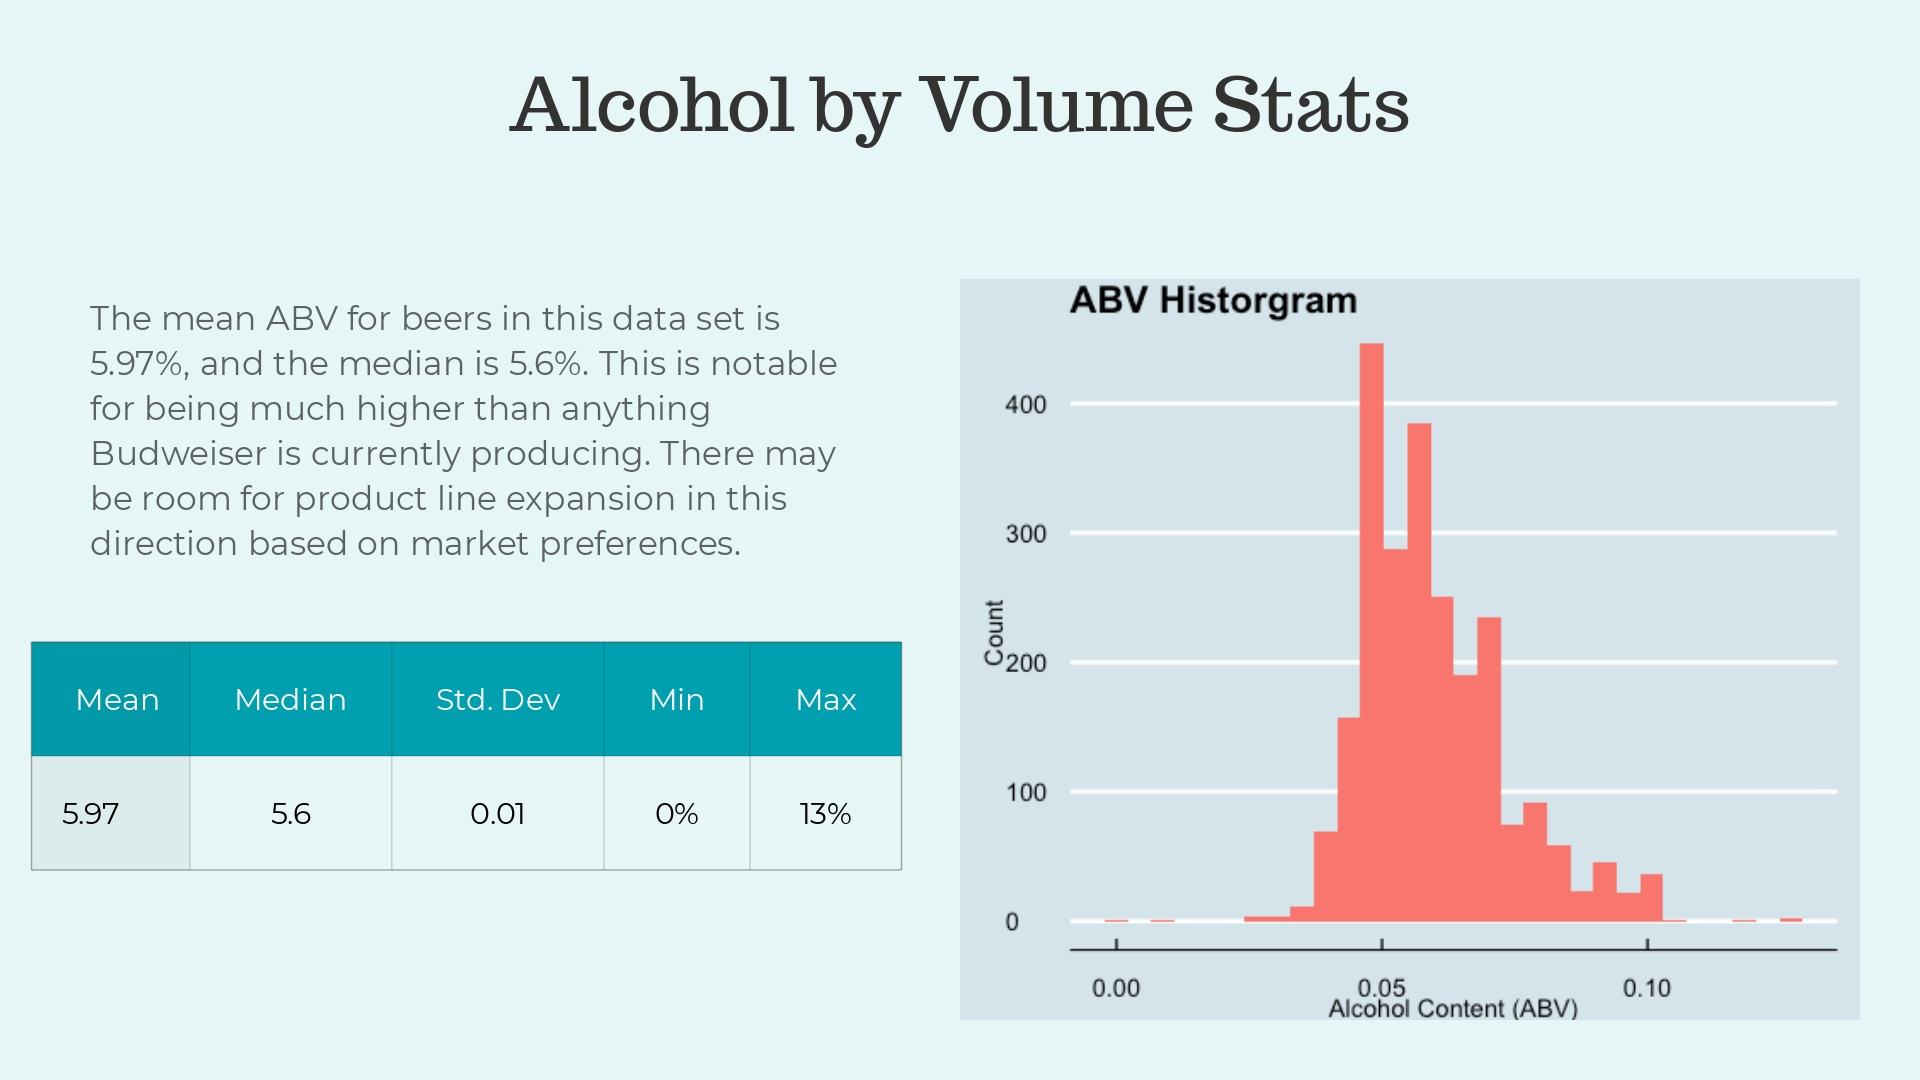 Alcohol by Volume Stats
The mean ABV for beers in this data set is
5.97%, and the median is 5.6%. This is notable
for being much higher than anything
Budweiser is currently producing. There may
be room for product line expansion in this
direction based on market preferences.
Mean Median Std. Dev Min Max
5.97 5.6 0.01 0% 13%
ABV Historgram
400
300
200
100
0
Count
0.00 0.05 0.10
Alcohol Content (ABV)